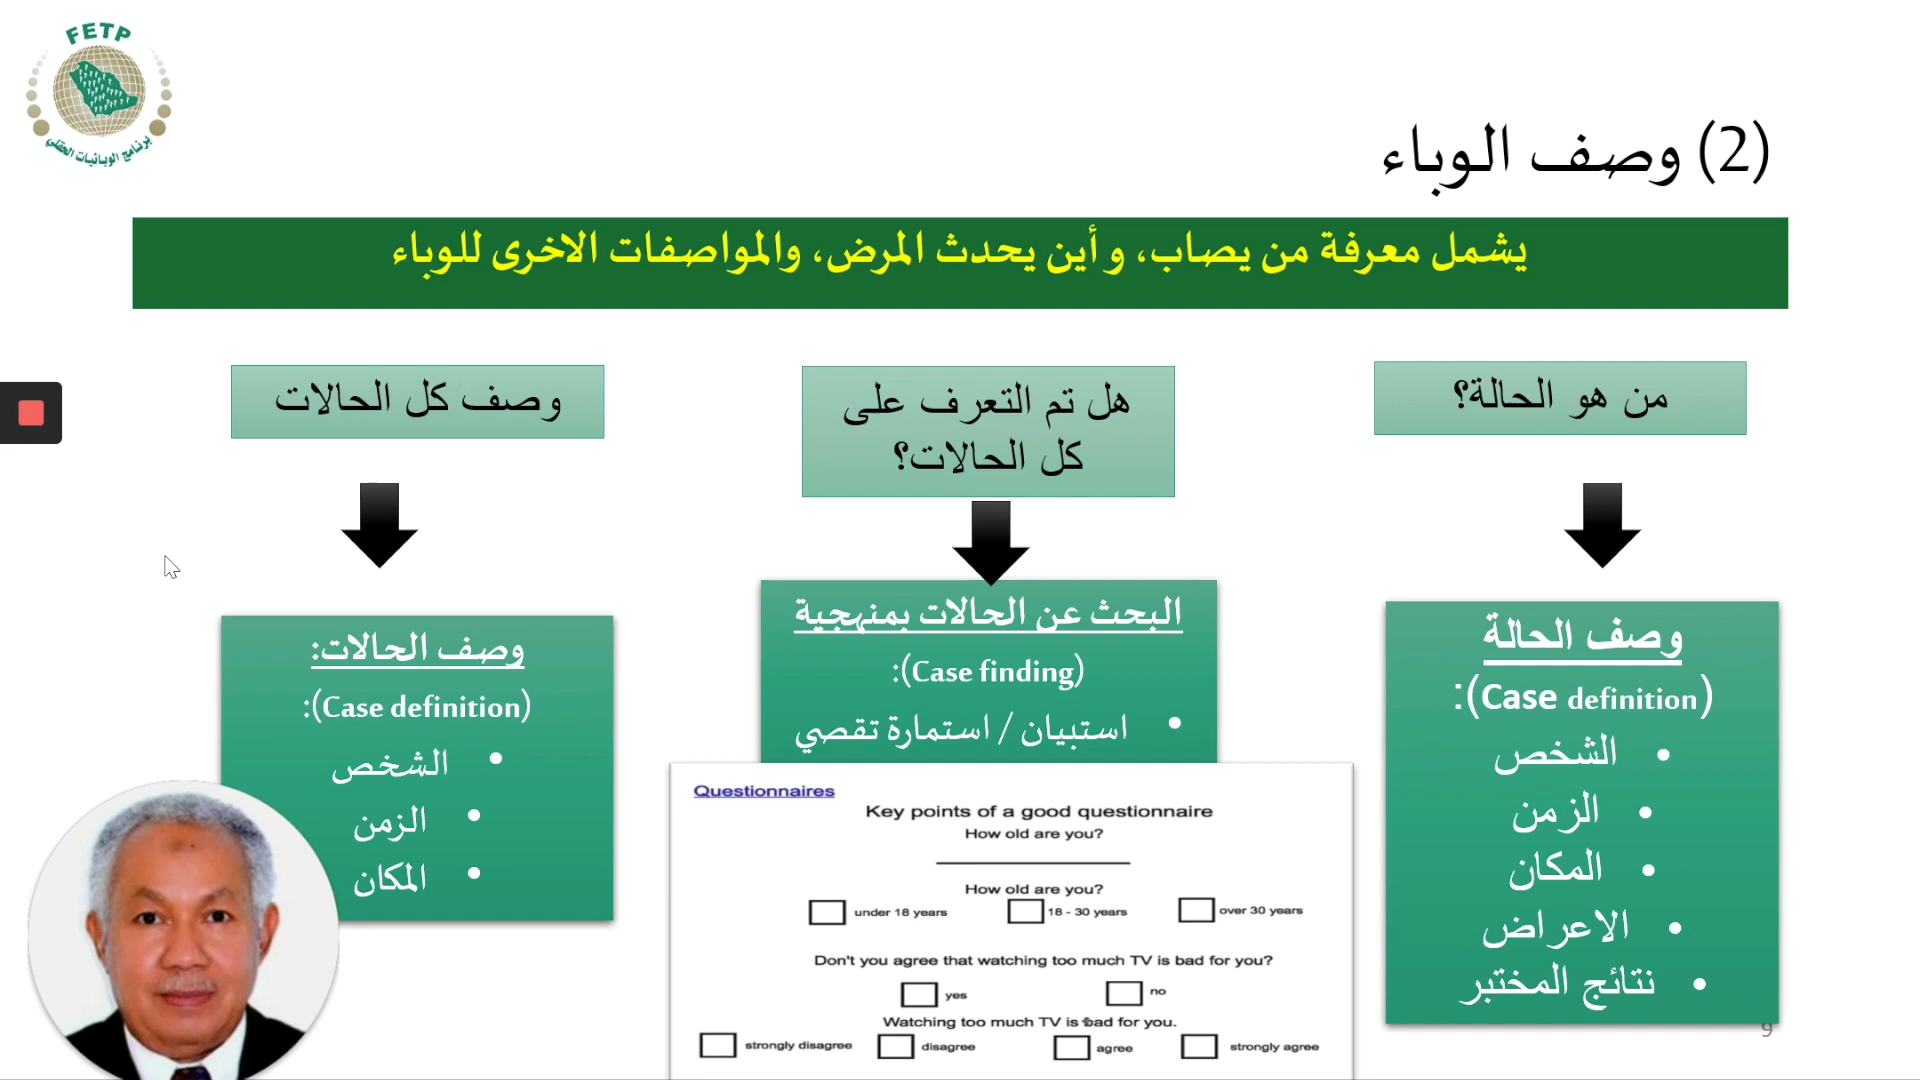 FETP
برنامج الوبائيات الحقلي
(2) وصف الوباء
يشمل معرفة من يصاب، وأين يحدث المرض، والمواصفات الاخرى للوباء
من هو الحالة؟
وصف الحالة
(Case definition):
• الشخص
• الزمن
• المكان
• الاعراض
• نتائج المختبر
هل تم التعرف على
كل الحالات؟
البحث عن الحالات بمنهجية
(Case finding):
• استبيان / استمارة تقصي
Questionnaires
Key points of a good questionnaire
How old are you?
How old are you?
under 18 years 18 - 30 years over 30 years
Don't you agree that watching too much TV is bad for you?
yes no
Watching too much TV is bad for you.
strongly disagree disagree agree strongly agree
وصف كل الحالات
وصف الحالات:
(Case definition):
• الشخص
• الزمن
• المكان
9